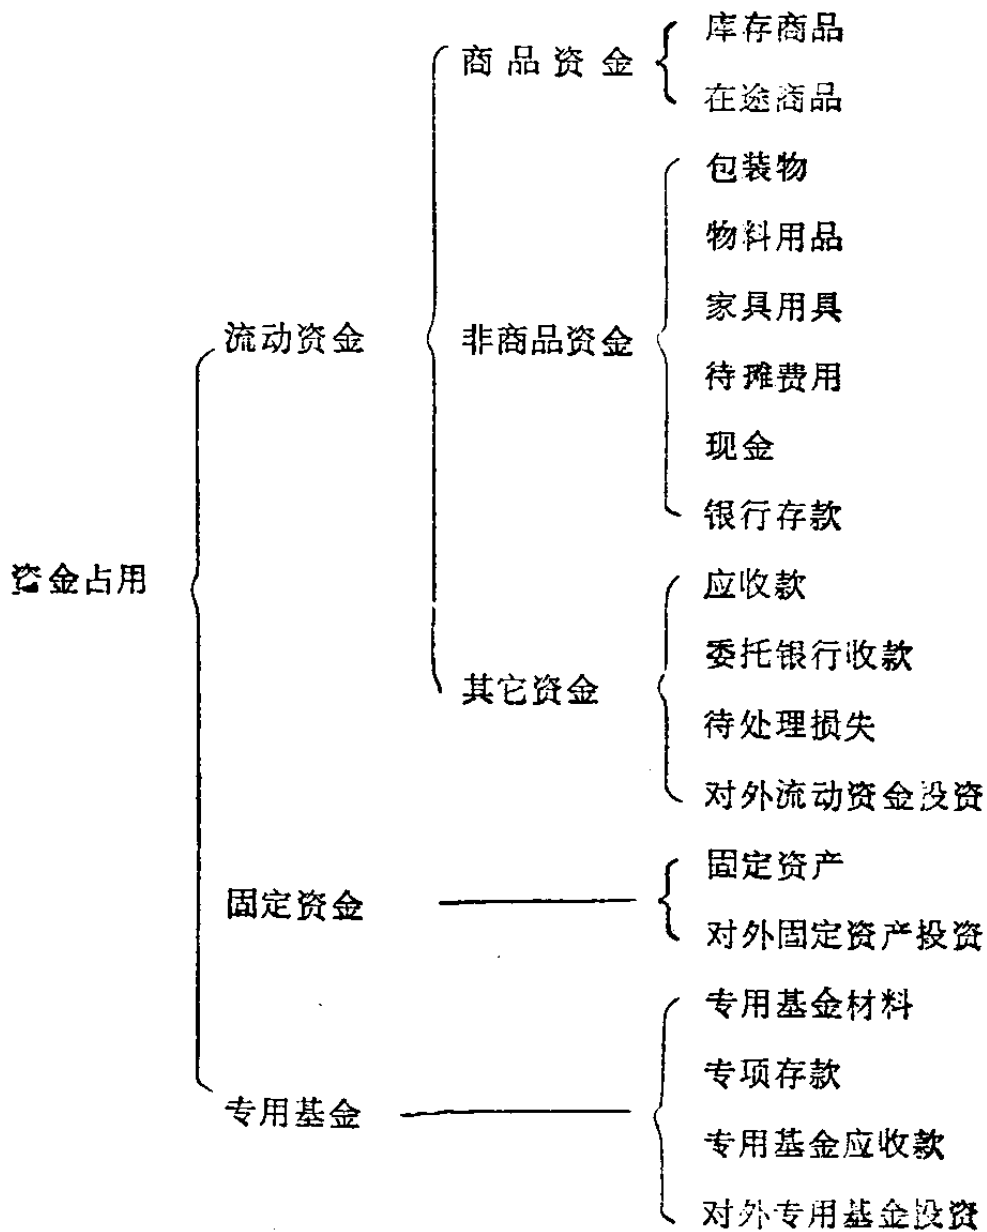 资金占用
流动资金
商品资金
库存商品
在途商品
非商品资金
包装物
物料用品
家具用具
待摊费用
现金
银行存款
其它资金
应收款
委托银行收款
待处理损失
对外流动资金投资
固定资金
固定资产
对外固定资产投资
专用基金
专用基金材料
专项存款
专用基金应收款
对外专用基金投资